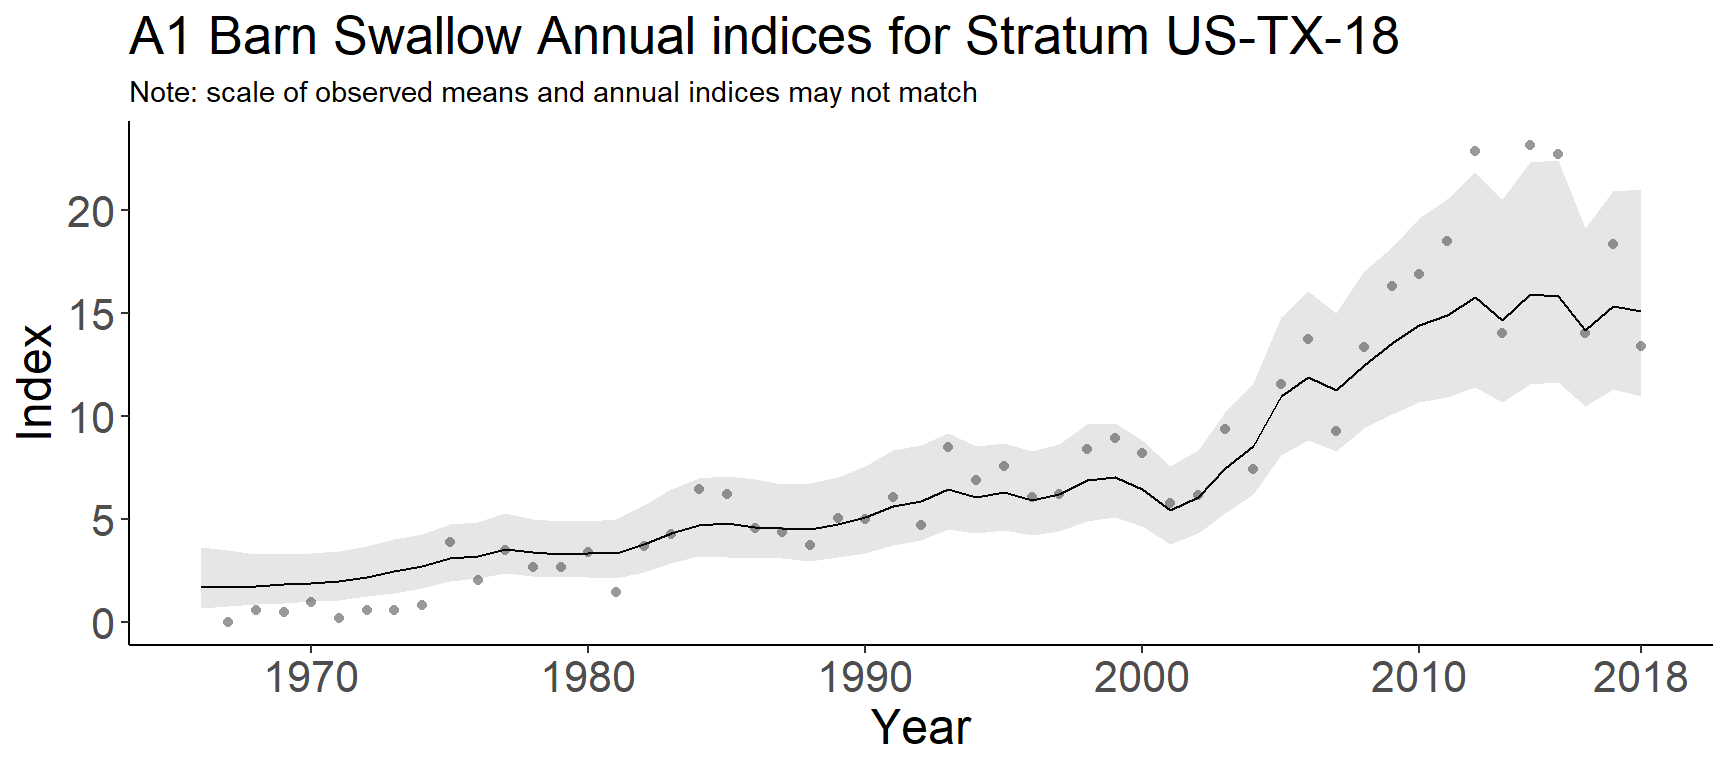 A1 Barn Swallow Annual indices for Stratum US-TX-18
Note: scale of observed means and annual indices may not match
20
15
10
5
0
Index
1970 1980 1990 2000 2010 2018
Year